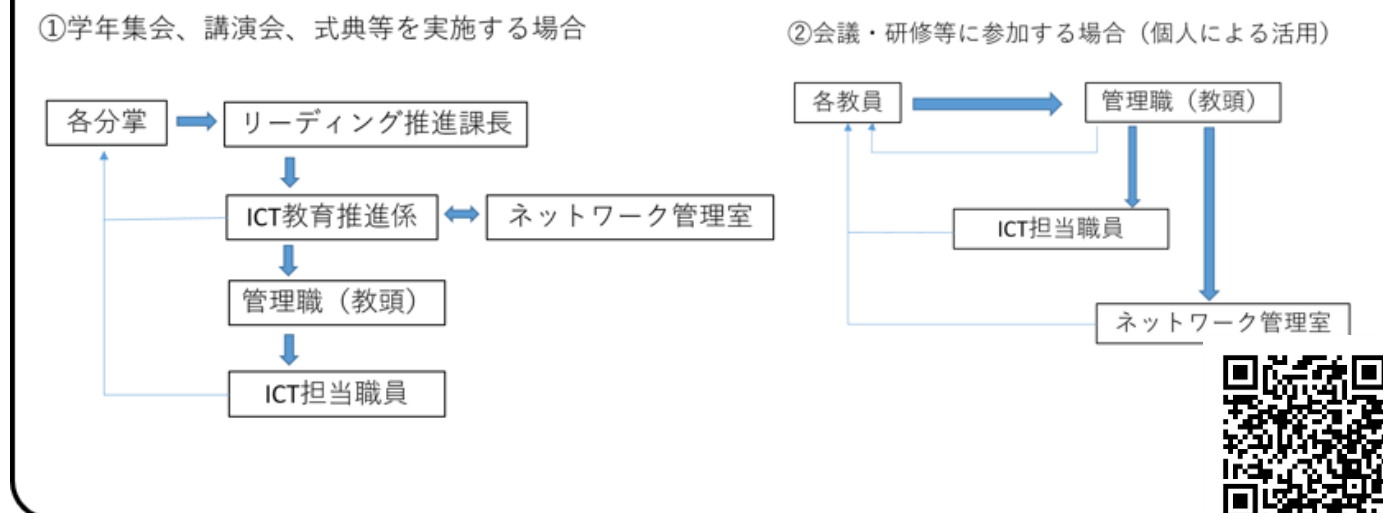 ①学年集会、講演会、式典等を実施する場合
各分掌
リーディング推進課長
ICT教育推進係
ネットワーク管理室
管理職（教頭）
ICT担当職員
②会議・研修等に参加する場合（個人による活用）
各教員
管理職（教頭）
ICT担当職員
ネットワーク管理室